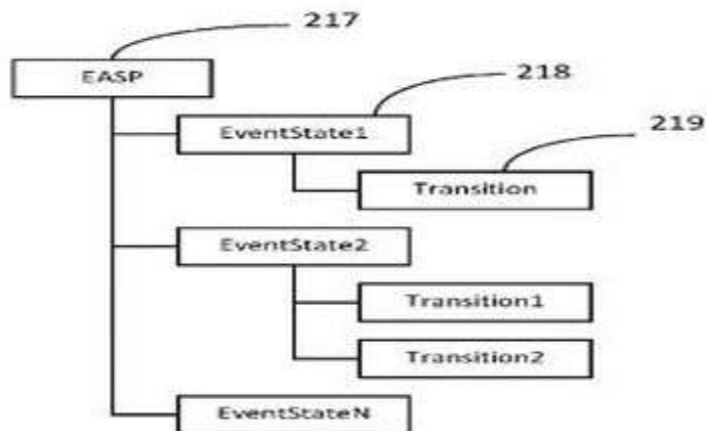 217
EASP
218
EventState1
219
Transition
EventState2
Transition1
Transition2
EventStateN